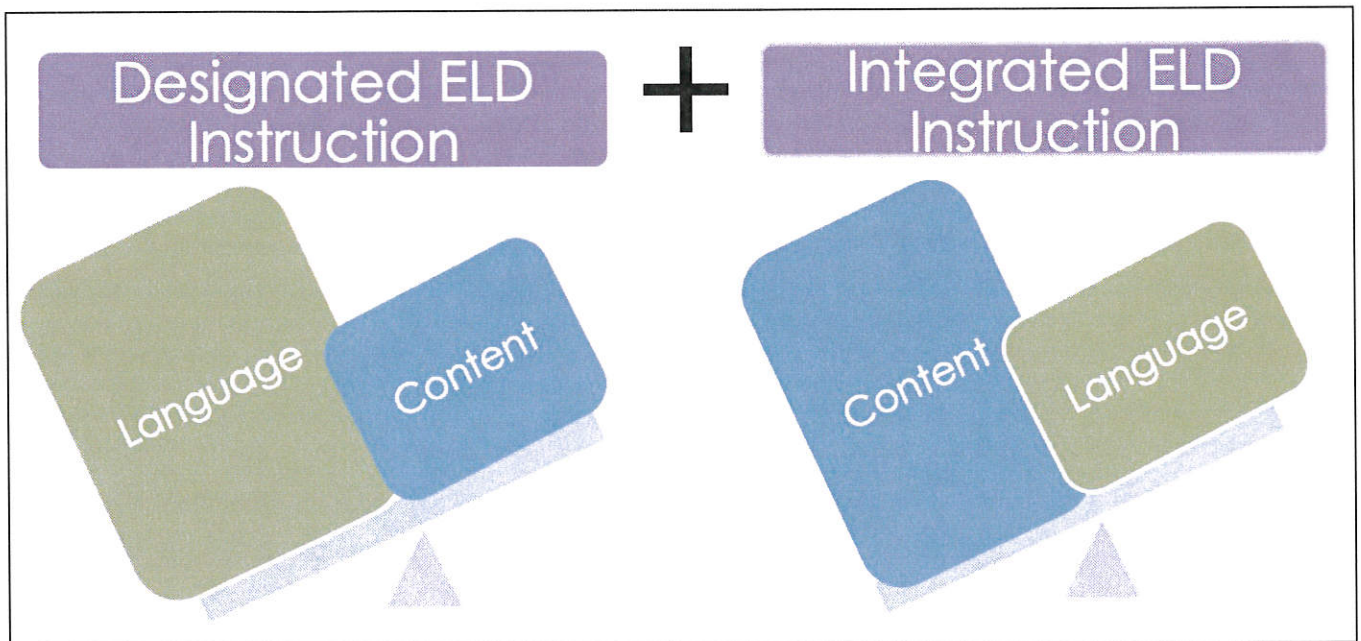 Designated ELD
Instruction
+
Integrated ELD
Instruction
Language
Content
Content
Language